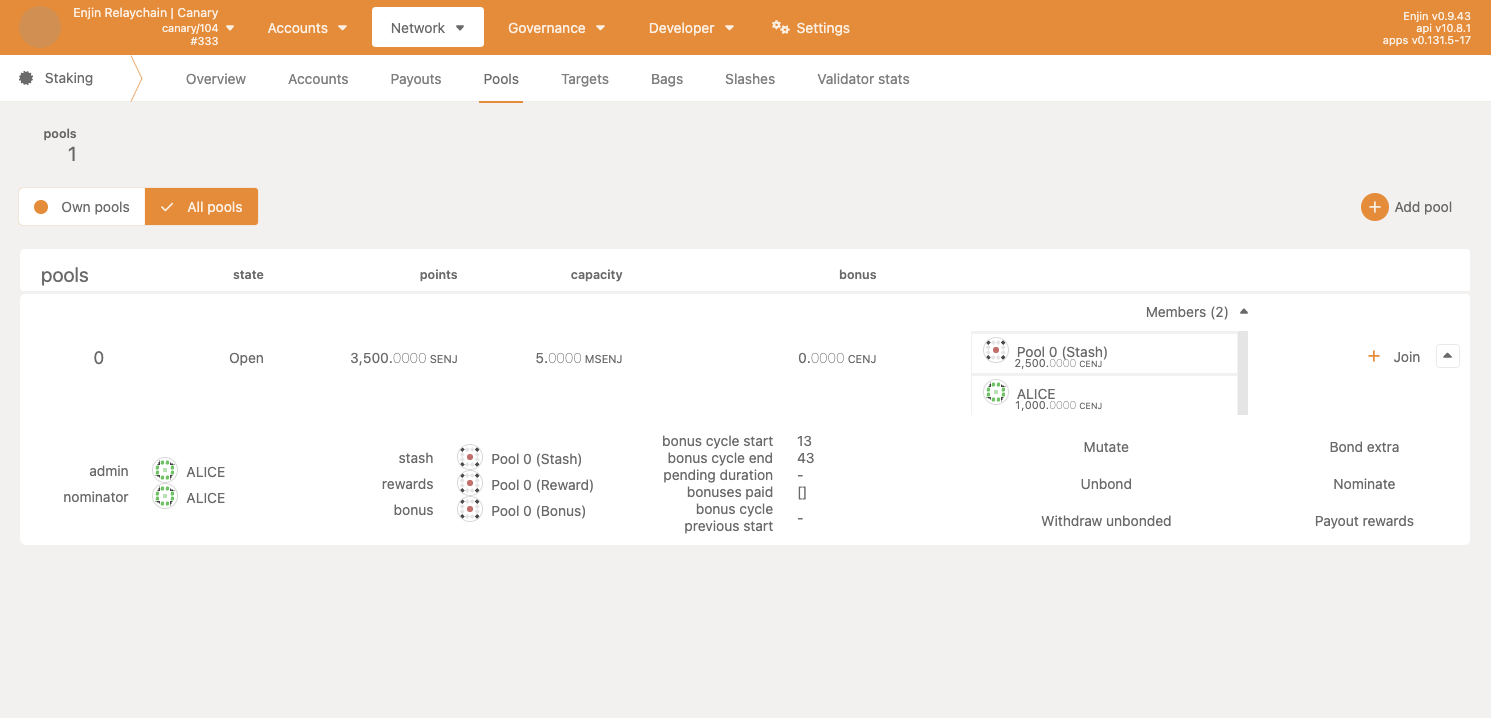 Enjin Relaychain | Canary
canary/104
#333
Accounts
Network
Governance
Developer
Settings
Enjin v0.9.43
api v10.8.1
apps v0.131.5-17
Staking
Overview
Accounts
Payouts
Pools
Targets
Bags
Slashes
Validator stats
pools
1
Own pools
All pools
Add pool
pools state points capacity bonus
Members (2)
0 Open 3,500.0000 SENJ 5.0000 MSENJ 0.0000 CENJ
Pool 0 (Stash)
2,500.0000 CENJ
ALICE
1,000.0000 CENJ
Join
admin ALICE
nominator ALICE
stash Pool 0 (Stash)
rewards Pool 0 (Reward)
bonus Pool 0 (Bonus)
bonus cycle start 13
bonus cycle end 43
pending duration -
bonuses paid []
bonus cycle
previous start -
Mutate
Bond extra
Unbond
Nominate
Withdraw unbonded
Payout rewards